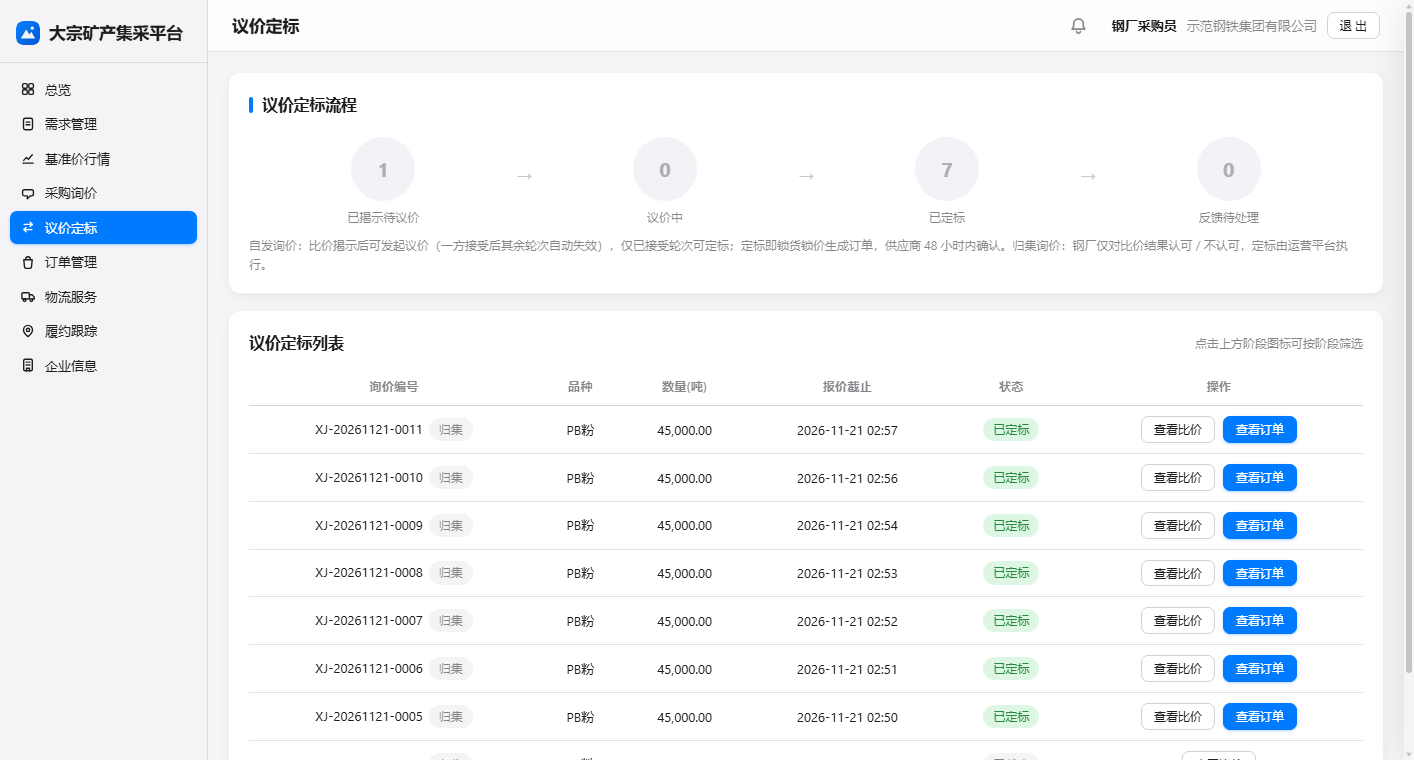 大宗矿产集采平台
总览
需求管理
基准价行情
采购询价
议价定标
订单管理
物流服务
履约跟踪
企业信息
议价定标
钢厂采购员 示范钢铁集团有限公司 退 出
议价定标流程
1 → 0 → 7 → 0
已揭示待议价 议价中 已定标 反馈待处理
自发询价：比价揭示后可发起议价（一方接受后其余轮次自动失效），仅已接受轮次可定标；定标即锁货锁价生成订单，供应商 48 小时内确认。归集询价：钢厂仅对比价结果认可 / 不认可，定标由运营平台执
行。
议价定标列表 点击上方阶段图标可按阶段筛选
询价编号 品种 数量(吨) 报价截止 状态 操作
XJ-20261121-0011 归集 PB粉 45,000.00 2026-11-21 02:57 已定标 查看比价 查看订单
XJ-20261121-0010 归集 PB粉 45,000.00 2026-11-21 02:56 已定标 查看比价 查看订单
XJ-20261121-0009 归集 PB粉 45,000.00 2026-11-21 02:54 已定标 查看比价 查看订单
XJ-20261121-0008 归集 PB粉 45,000.00 2026-11-21 02:53 已定标 查看比价 查看订单
XJ-20261121-0007 归集 PB粉 45,000.00 2026-11-21 02:52 已定标 查看比价 查看订单
XJ-20261121-0006 归集 PB粉 45,000.00 2026-11-21 02:51 已定标 查看比价 查看订单
XJ-20261121-0005 归集 PB粉 45,000.00 2026-11-21 02:50 已定标 查看比价 查看订单